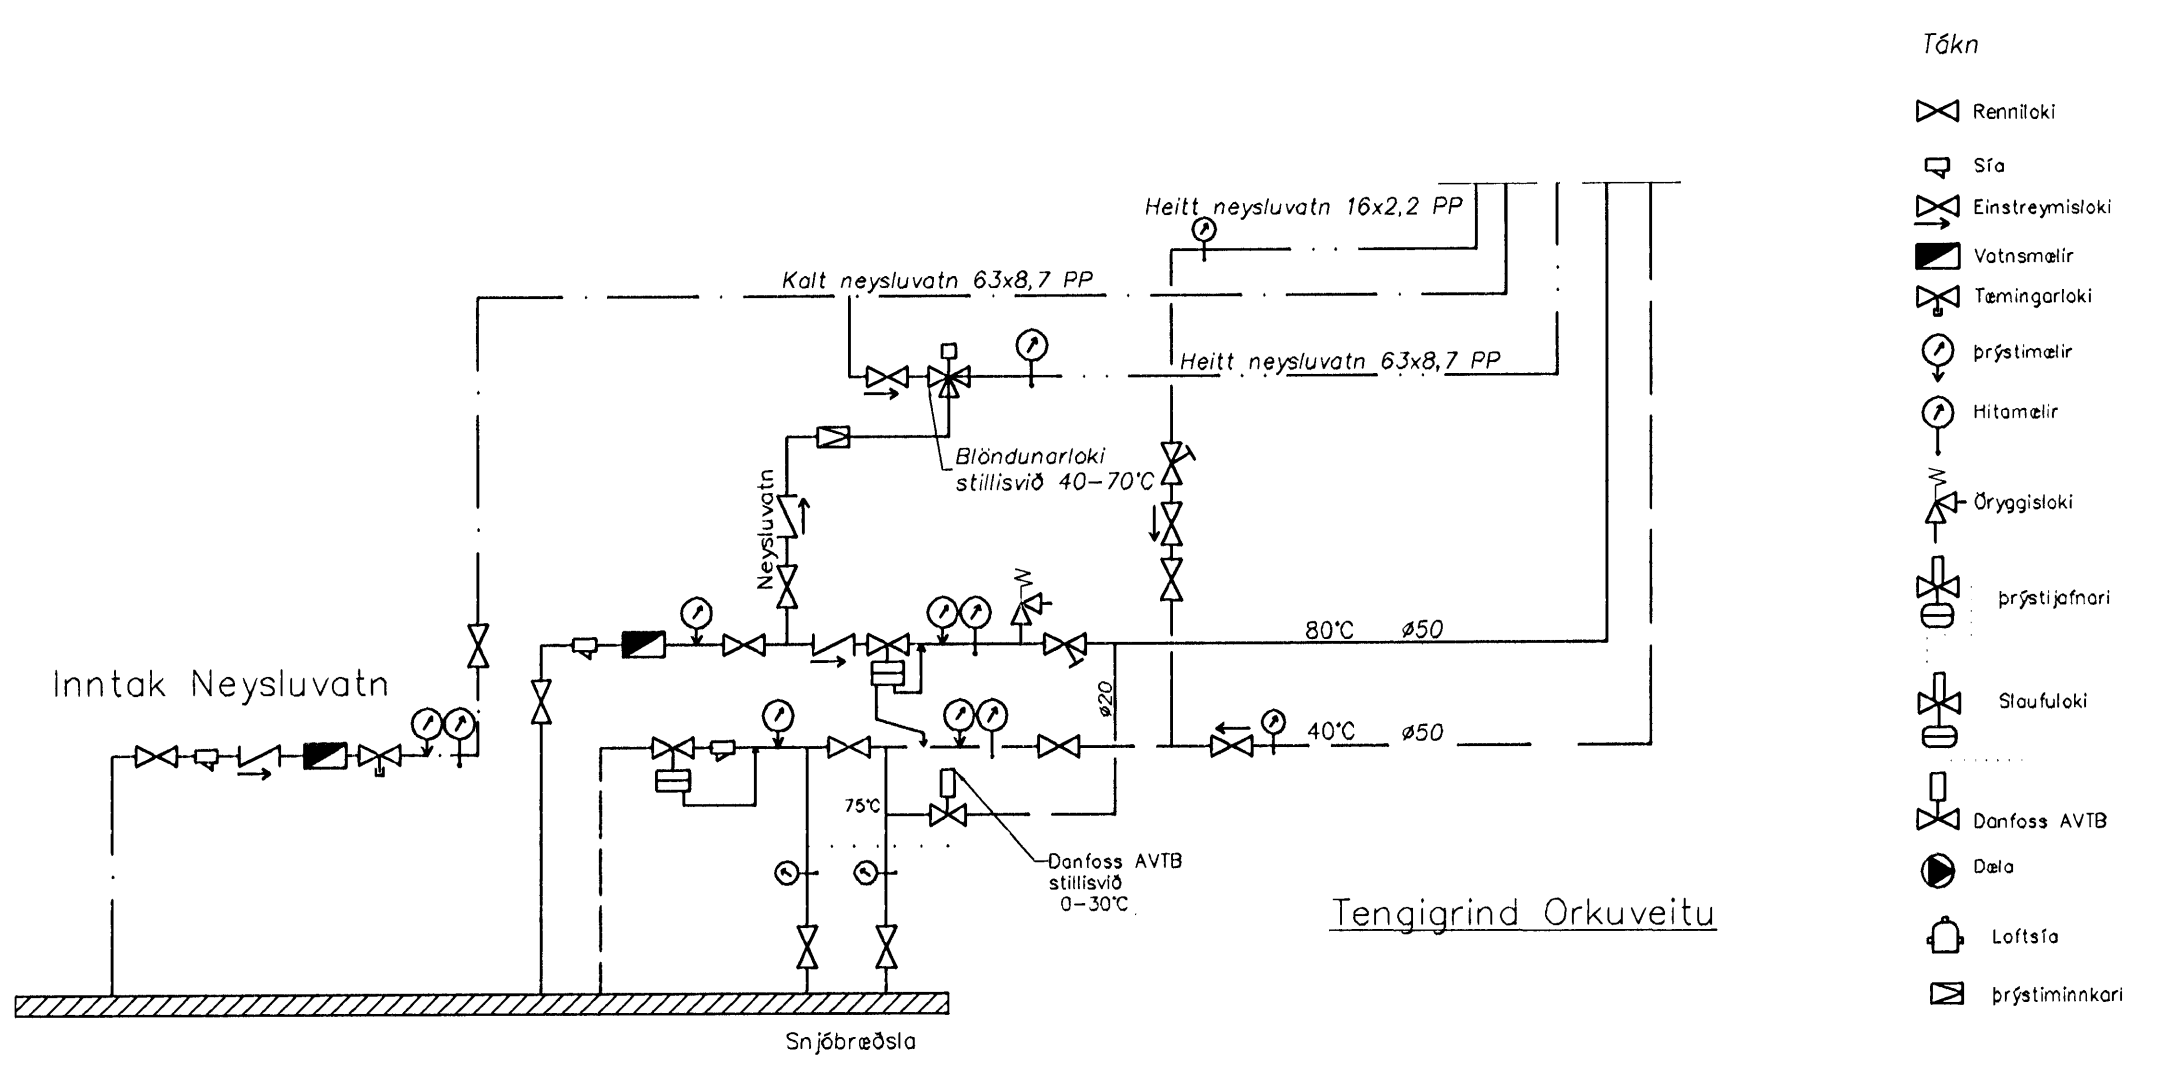 Heitt neysluvatn 16x2,2 PP
Kalt neysluvatn 63x8,7 PP
Heitt neysluvatn 63x8,7 PP
Blöndunarloki
stillisvið 40-70°C
Neysluvatn
80°C ø50
Inntak Neysluvatn
ø20
40°C ø50
75°C
Danfoss AVTB
stillisvið
0-30°C
Tengigrind Orkuveitu
Snjóbræðsla
Tákn
Renniloki
Sía
Einstreymisloki
Vatnsmælir
Tæmingarloki
þrýstimælir
Hitamælir
Öryggisloki
þrýstijafnari
Slaufuloki
Danfoss AVTB
Dæla
Loftsía
þrýstiminnkari